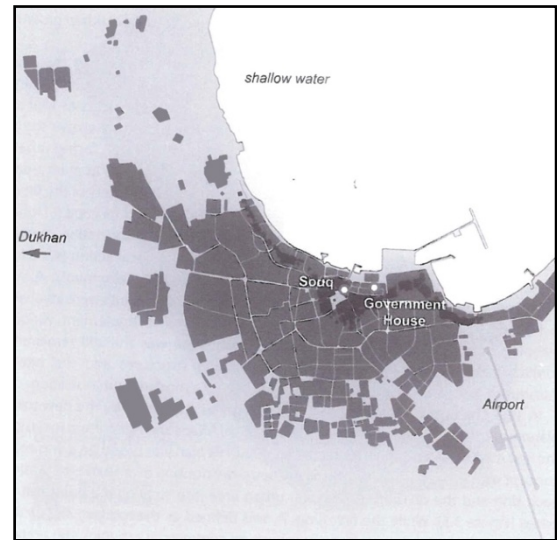 shallow water
Dukhan
Souq
Government
House
Airport